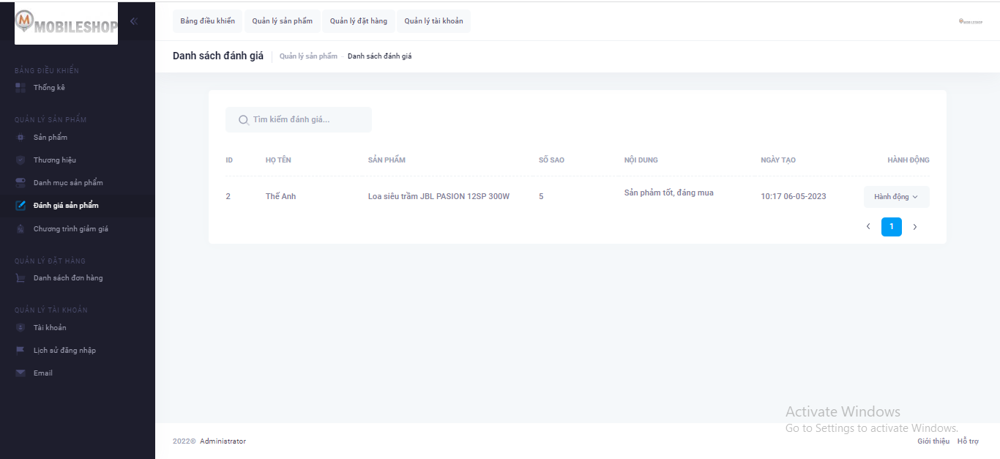 MOBILESHOP
Bảng điều khiển Quản lý sản phẩm Quản lý đặt hàng Quản lý tài khoản
Danh sách đánh giá Quản lý sản phẩm - Danh sách đánh giá
BẢNG ĐIỀU KHIỂN
Thống kê
QUẢN LÝ SẢN PHẨM
Sản phẩm
Thương hiệu
Danh mục sản phẩm
Đánh giá sản phẩm
Chương trình giảm giá
QUẢN LÝ ĐẶT HÀNG
Danh sách đơn hàng
QUẢN LÝ TÀI KHOẢN
Tài khoản
Lịch sử đăng nhập
Email
Tìm kiếm đánh giá...
ID HỌ TÊN SẢN PHẨM SỐ SAO NỘI DUNG NGÀY TẠO HÀNH ĐỘNG
2 Thế Anh Loa siêu trầm JBL PASION 12SP 300W 5 Sản phảm tốt, đáng mua 10:17 06-05-2023 Hành động
1
Activate Windows
Go to Settings to activate Windows.
2022© Administrator
Giới thiệu Hỗ trợ